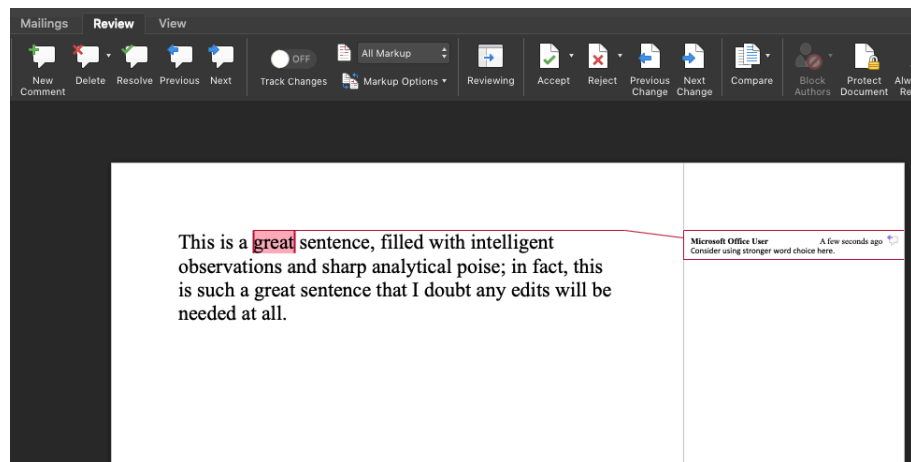 Mailings Review View
New Comment
Delete
Resolve
Previous
Next
OFF
Track Changes
All Markup
Markup Options
Reviewing
Accept
Reject
Previous Change
Next Change
Compare
Block Authors
Protect Document
This is a great sentence, filled with intelligent
observations and sharp analytical poise; in fact, this
is such a great sentence that I doubt any edits will be
needed at all.
Microsoft Office User A few seconds ago
Consider using stronger word choice here.